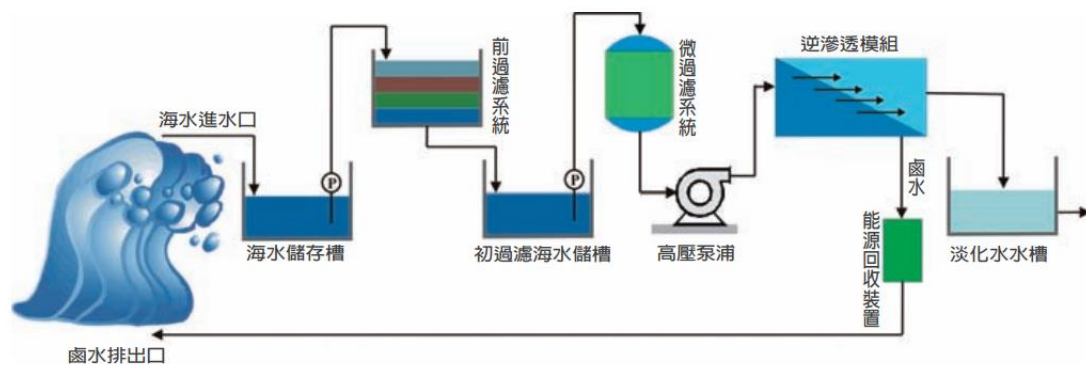 海水進水口
海水儲存槽
P
前過濾系統
初過濾海水儲槽
P
微過濾系統
高壓泵浦
逆滲透模組
鹵水
能源回收裝置
淡化水水槽
鹵水排出口